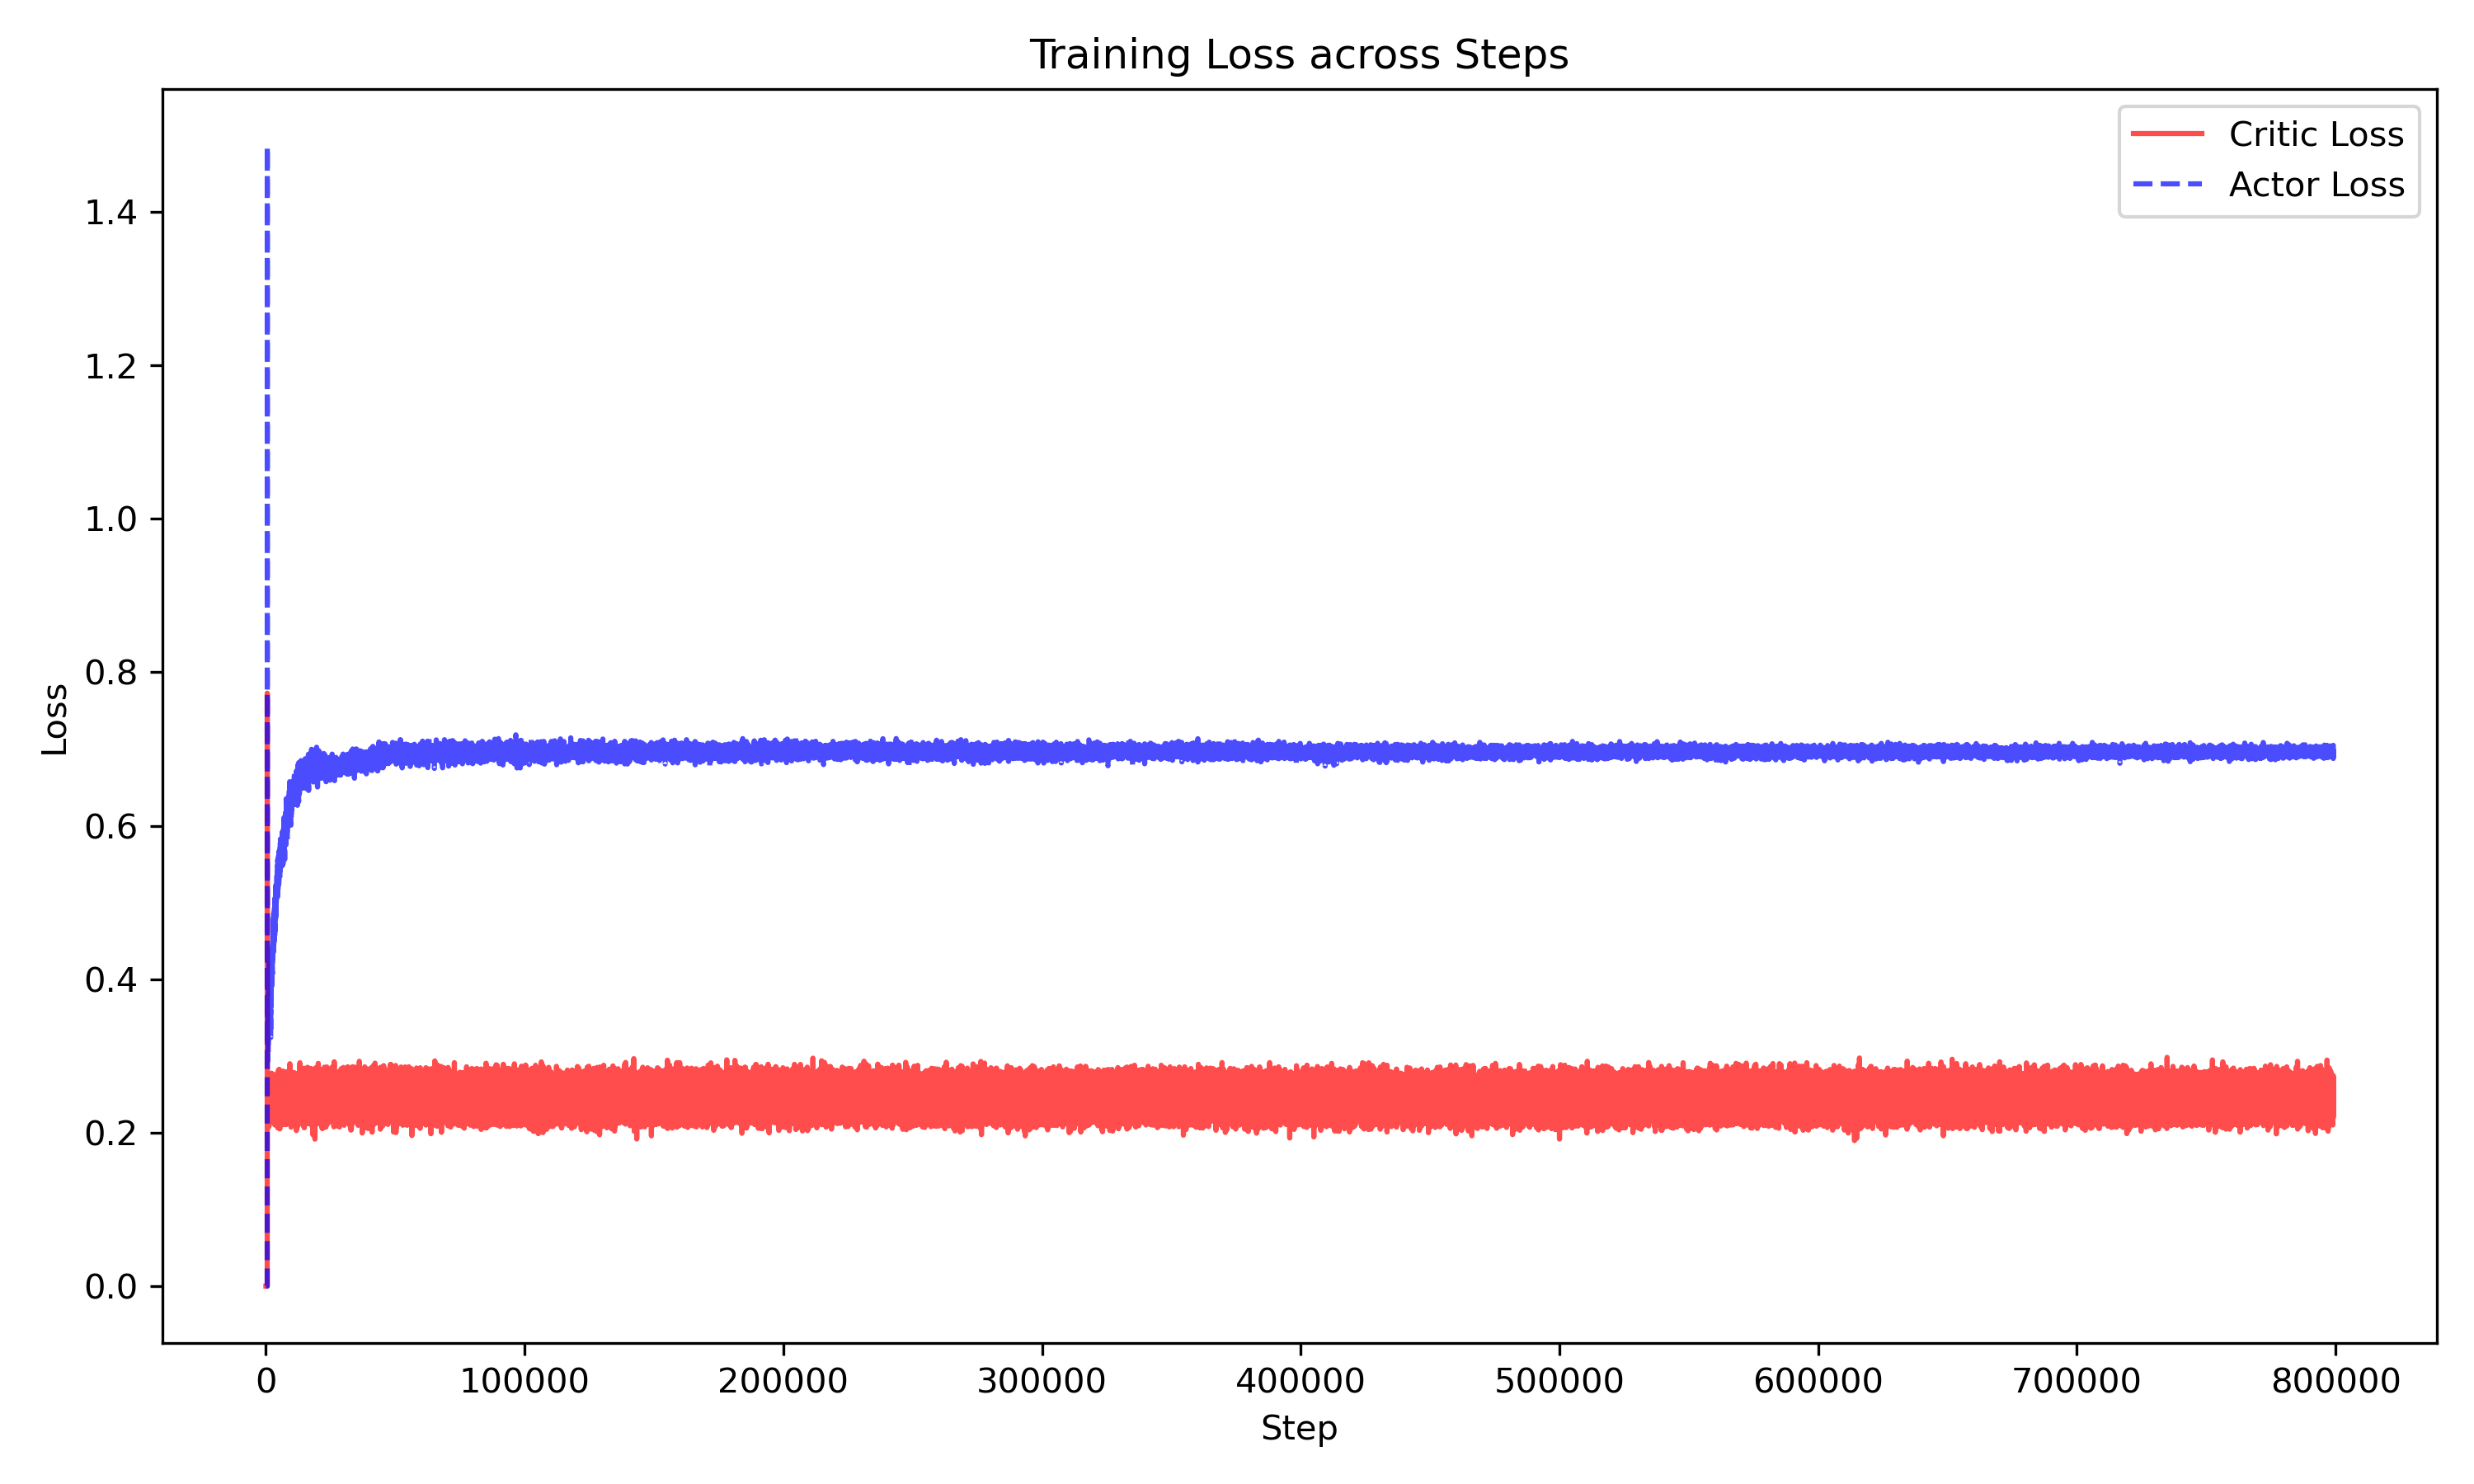 Training Loss across Steps
Critic Loss
Actor Loss
1.4
1.2
1.0
0.8
0.6
0.4
0.2
0.0
Loss
0 100000 200000 300000 400000 500000 600000 700000 800000
Step